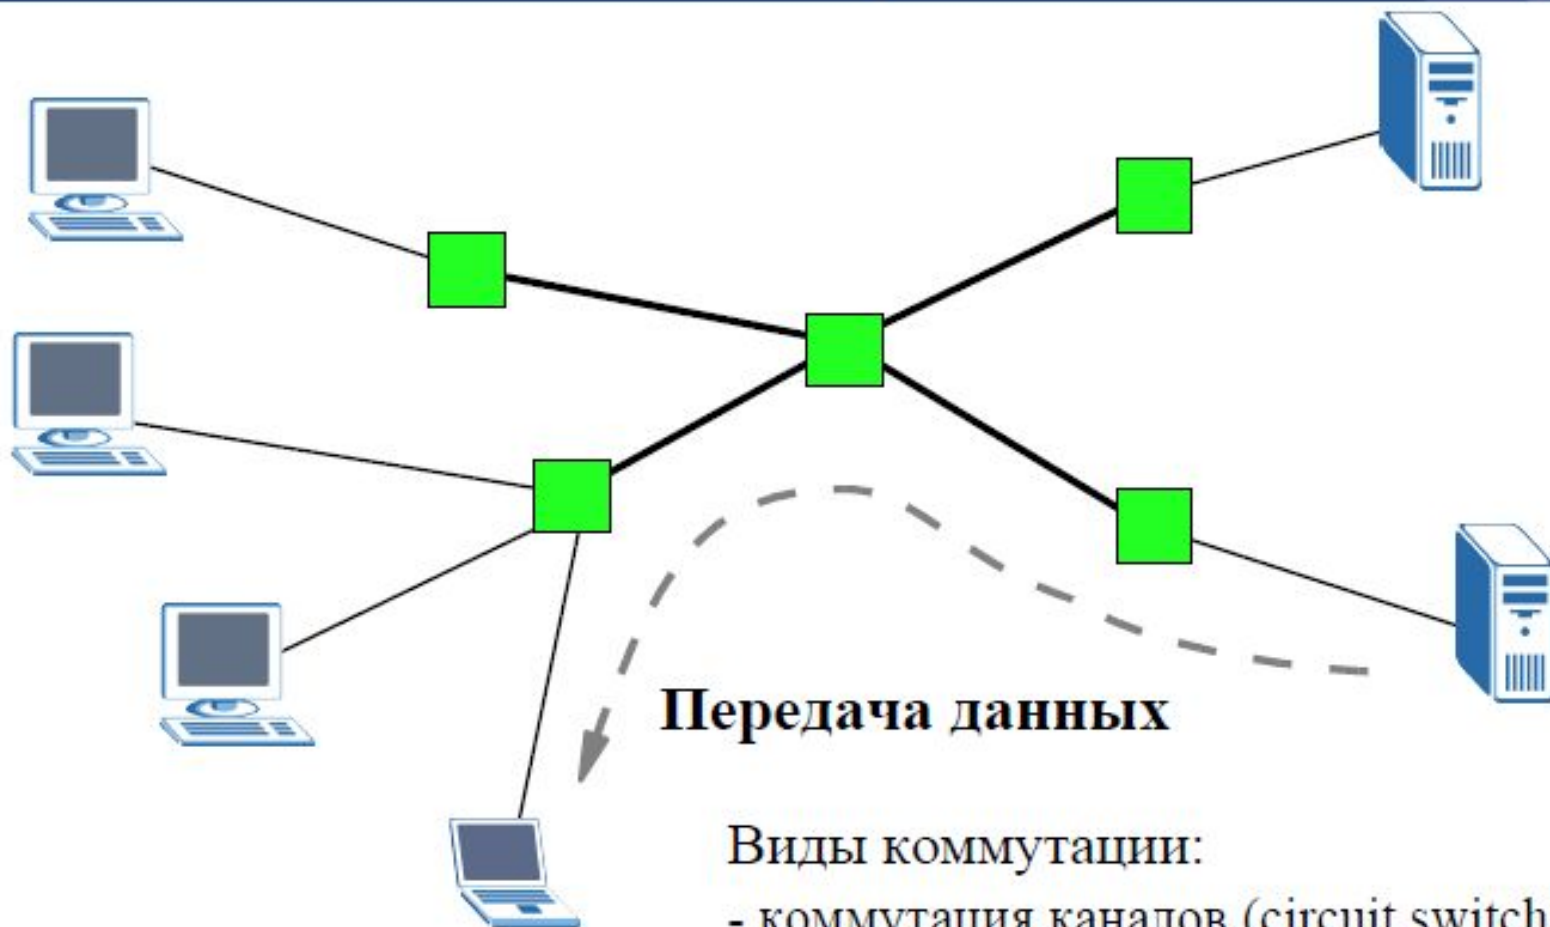 Передача данных
Виды коммутации:
- коммутация каналов (circuit switch